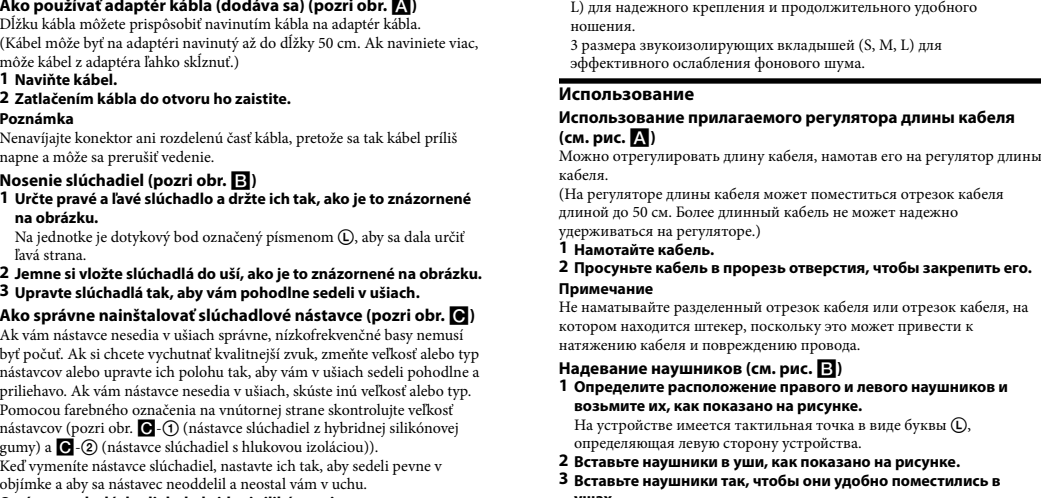 Ako používať adaptér kábla (dodáva sa) (pozri obr. A)
Dĺžku kábla môžete prispôsobiť navinutím kábla na adaptér kábla.
(Kábel môže byť na adaptéri navinutý až do dĺžky 50 cm. Ak naviniete viac,
môže kábel z adaptéra ľahko skĺznuť.)
1 Naviňte kábel.
2 Zatlačením kábla do otvoru ho zaistite.
Poznámka
Nenavíjajte konektor ani rozdelenú časť kábla, pretože sa tak kábel príliš
napne a môže sa prerušiť vedenie.
Nosenie slúchadiel (pozri obr. B)
1 Určte pravé a ľavé slúchadlo a držte ich tak, ako je to znázornené
na obrázku.
Na jednotke je dotykový bod označený písmenom Ⓛ, aby sa dala určiť
ľavá strana.
2 Jemne si vložte slúchadlá do uší, ako je to znázornené na obrázku.
3 Upravte slúchadlá tak, aby vám pohodlne sedeli v ušiach.
Ako správne nainštalovať slúchadlové nástavce (pozri obr. C)
Ak vám nástavce nesedia v ušiach správne, nízkofrekvenčné basy nemusí
byť počuť. Ak si chcete vychutnať kvalitnejší zvuk, zmeňte veľkosť alebo typ
nástavcov alebo upravte ich polohu tak, aby vám v ušiach sedeli pohodlne a
priliehavo. Ak vám nástavce nesedia v ušiach, skúste inú veľkosť alebo typ.
Pomocou farebného označenia na vnútornej strane skontrolujte veľkosť
nástavcov (pozri obr. C-① (nástavce slúchadiel z hybridnej silikónovej
gumy) a C-② (nástavce slúchadiel s hlukovou izoláciou)).
Keď vymeníte nástavce slúchadiel, nastavte ich tak, aby sedeli pevne v
objímke a aby sa nástavec neoddelil a neostal vám v uchu.
L) для надежного крепления и продолжительного удобного
ношения.
3 размера звукоизолирующих вкладышей (S, M, L) для
эффективного ослабления фонового шума.
Использование
Использование прилагаемого регулятора длины кабеля
(см. рис. A)
Можно отрегулировать длину кабеля, намотав его на регулятор длины
кабеля.
(На регуляторе длины кабеля может поместиться отрезок кабеля
длиной до 50 см. Более длинный кабель не может надежно
удерживаться на регуляторе.)
1 Намотайте кабель.
2 Просуньте кабель в прорезь отверстия, чтобы закрепить его.
Примечание
Не наматывайте разделенный отрезок кабеля или отрезок кабеля, на
котором находится штекер, поскольку это может привести к
натяжению кабеля и повреждению провода.
Надевание наушников (см. рис. B)
1 Определите расположение правого и левого наушников и
возьмите их, как показано на рисунке.
На устройстве имеется тактильная точка в виде буквы Ⓛ,
определяющая левую сторону устройства.
2 Вставьте наушники в уши, как показано на рисунке.
3 Вставьте наушники так, чтобы они удобно поместились в
ушах.